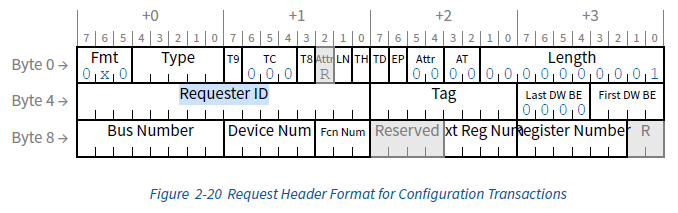 +0 +1 +2 +3
7 6 5 4 3 2 1 0 7 6 5 4 3 2 1 0 7 6 5 4 3 2 1 0 7 6 5 4 3 2 1 0
Byte 0 → Fmt Type T9 TC T8 Attr LN TH TD EP Attr AT Length
0 x 0 0 0 0 R 0 0 0 0 0 0 0 0 0 0 0 0 0 1
Byte 4 → Requester ID Tag Last DW BE First DW BE
0 0 0 0
Byte 8 → Bus Number Device Num Fcn Num Reserved xt Reg Num Register Number R
Figure 2-20 Request Header Format for Configuration Transactions